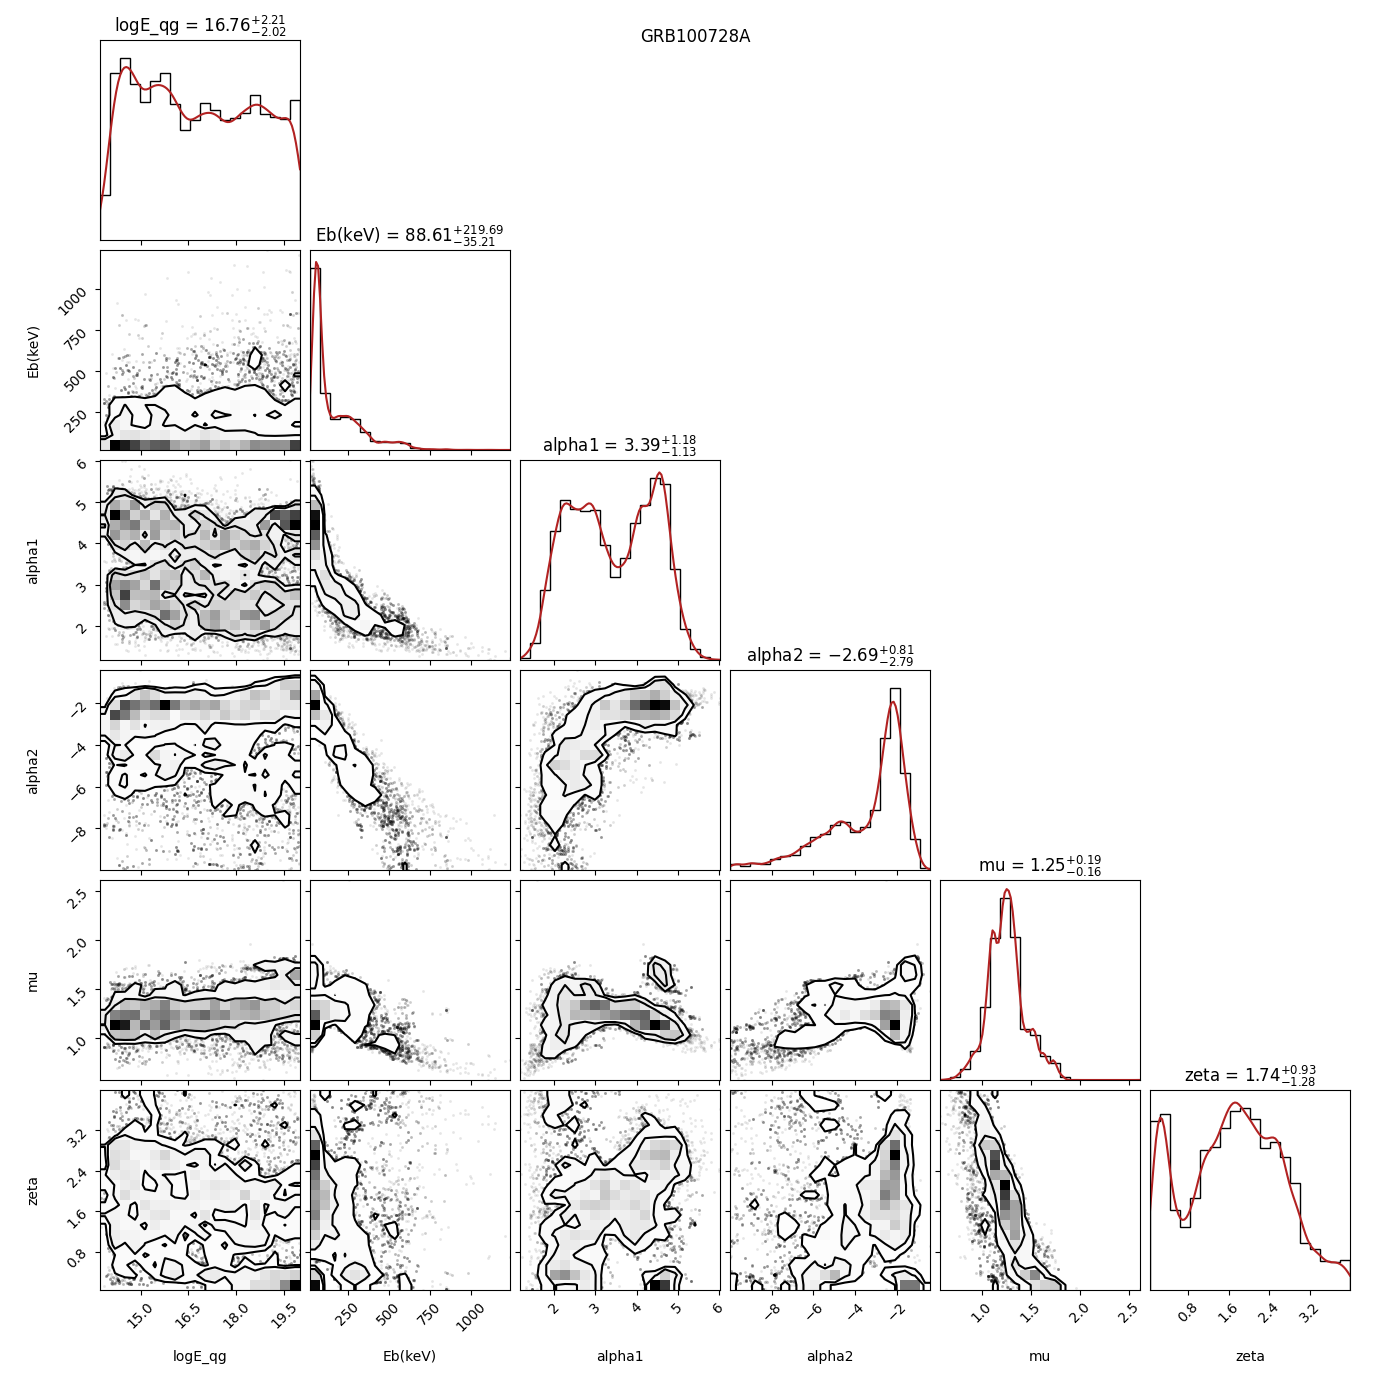 GRB100728A
logE_qg = 16.76 +2.21 −2.02
Eb(keV) = 88.61 +219.69 −35.21
alpha1 = 3.39 +1.18 −1.13
alpha2 = −2.69 +0.81 −2.79
mu = 1.25 +0.19 −0.16
zeta = 1.74 +0.93 −1.28
Eb(keV)
1000
750
500
250
alpha1
6
5
4
3
2
alpha2
−2
−4
−6
−8
mu
2.5
2.0
1.5
1.0
zeta
3.2
2.4
1.6
0.8
15.0 16.5 18.0 19.5
250 500 750 1000
2 3 4 5 6
−8 −6 −4 −2
1.0 1.5 2.0 2.5
0.8 1.6 2.4 3.2
logE_qg
Eb(keV)
alpha1
alpha2
mu
zeta